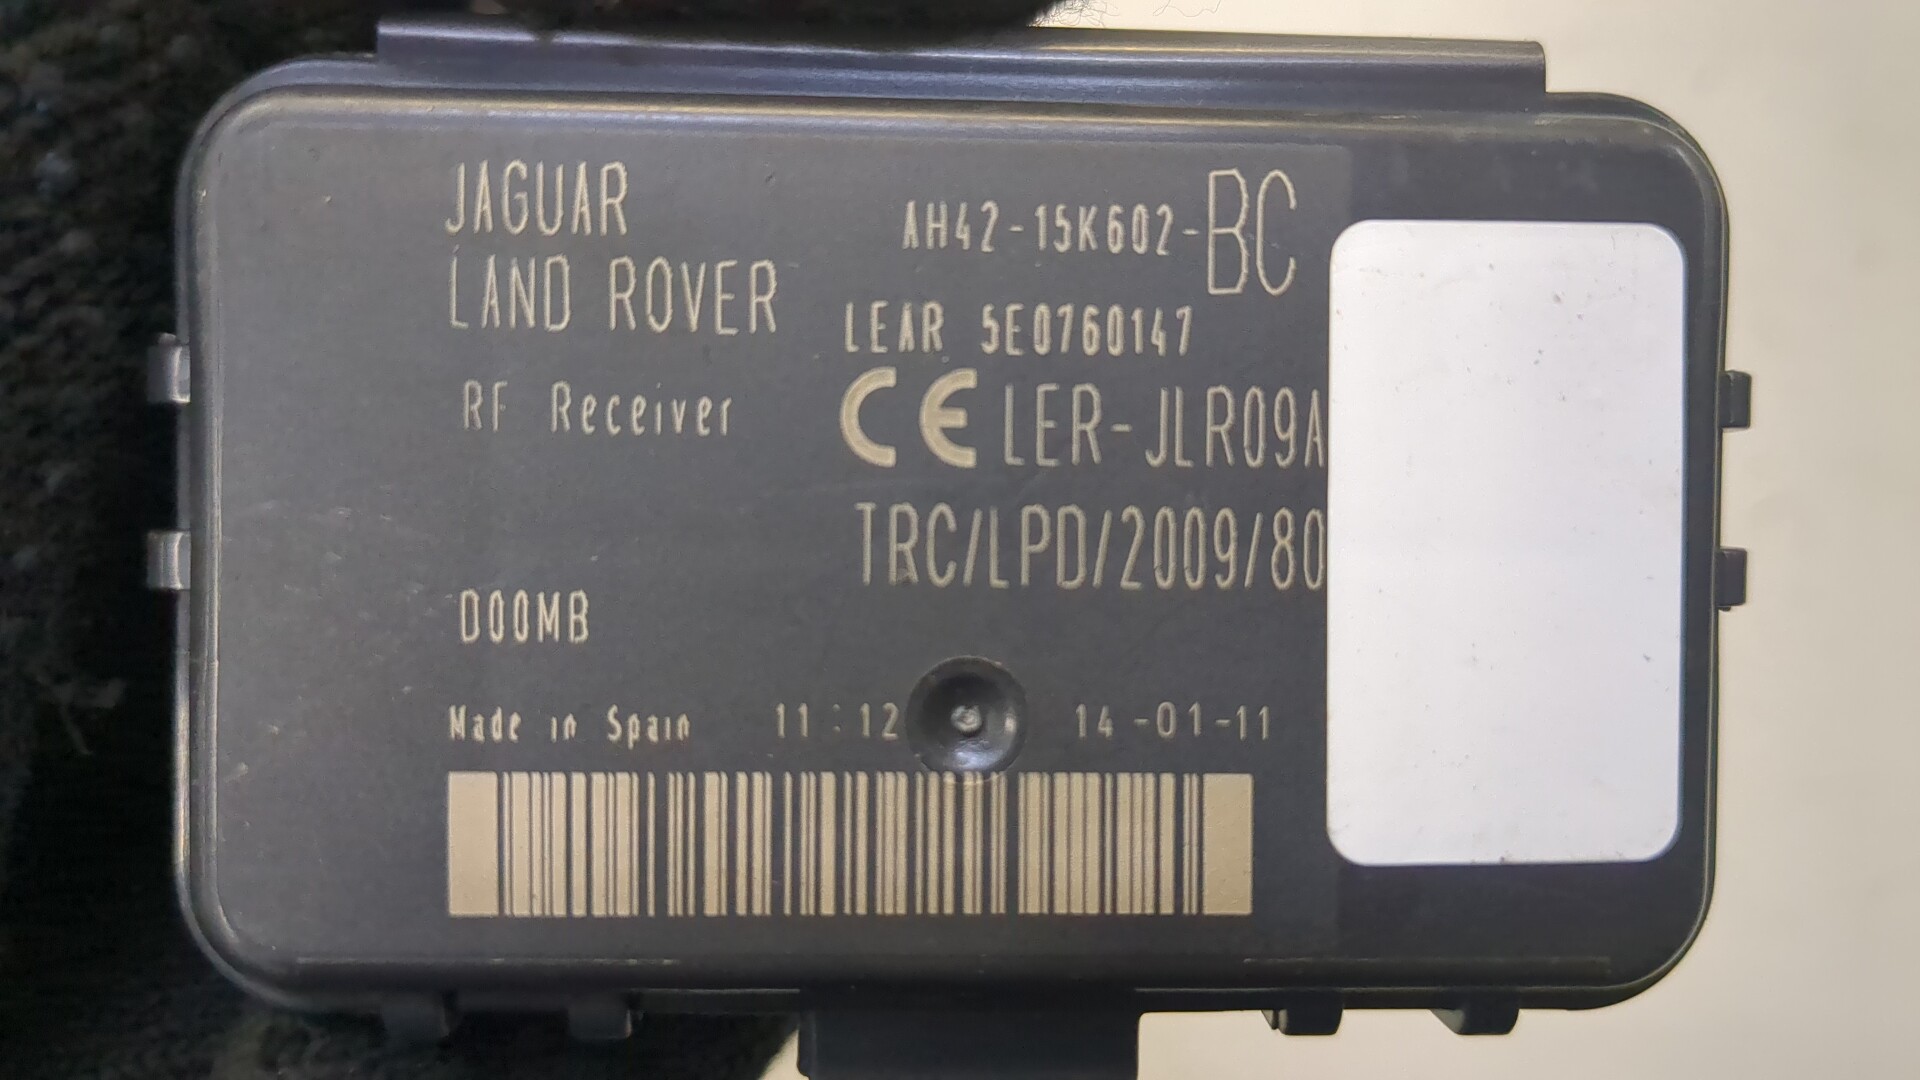 JAGUAR
LAND ROVER
AH42-15K602-BC
LEAR 5E0760147
RF Receiver
CE LER-JLR09A
TRC/LPD/2009/80
D00MB
Made in Spain 11:12 14-01-11